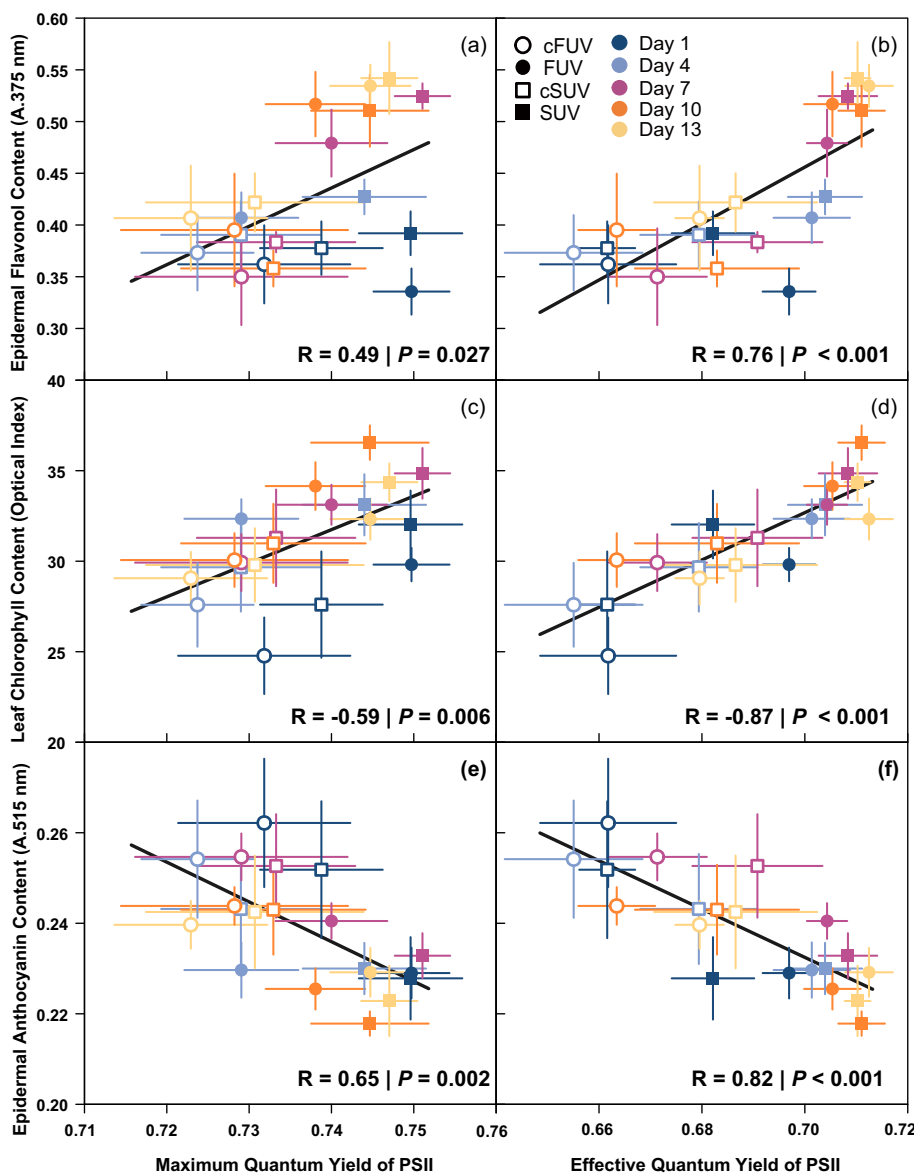 Epidermal Flavonol Content (A.375 nm)
0.60
0.55
0.50
0.45
0.40
0.35
0.30
(a)
R = 0.49 | P = 0.027
(b)
cFUV
FUV
cSUV
SUV
Day 1
Day 4
Day 7
Day 10
Day 13
R = 0.76 | P < 0.001
Leaf Chlorophyll Content (Optical Index)
40
35
30
25
20
(c)
R = -0.59 | P = 0.006
(d)
R = -0.87 | P < 0.001
Epidermal Anthocyanin Content (A.515 nm)
0.26
0.24
0.22
0.20
(e)
R = 0.65 | P = 0.002
(f)
R = 0.82 | P < 0.001
0.71 0.72 0.73 0.74 0.75 0.76
0.66 0.68 0.70 0.72
Maximum Quantum Yield of PSII
Effective Quantum Yield of PSII